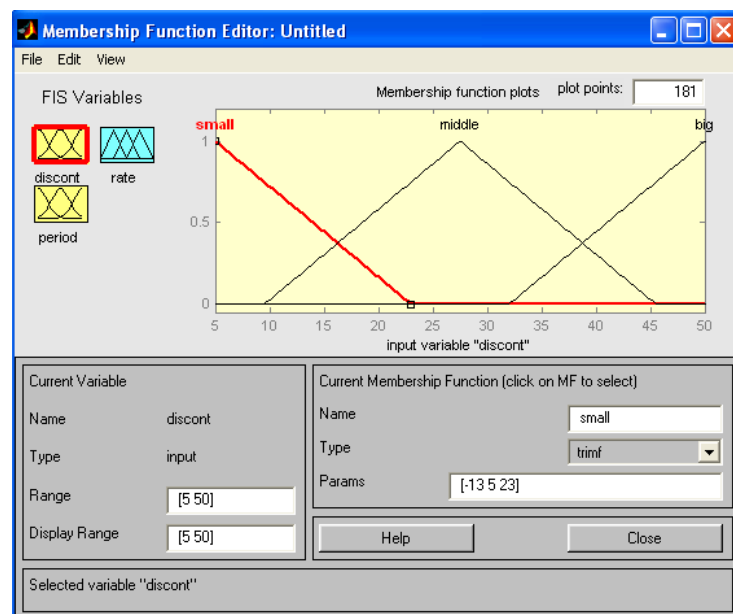 Membership Function Editor: Untitled
File Edit View
FIS Variables
discont rate
period
Membership function plots plot points: 181
small middle big
1
0.5
0
5 10 15 20 25 30 35 40 45 50
input variable "discont"
Current Variable
Name discont
Type input
Range [5 50]
Display Range [5 50]
Current Membership Function (click on MF to select)
Name small
Type trimf
Params [-13 5 23]
Help Close
Selected variable "discont"